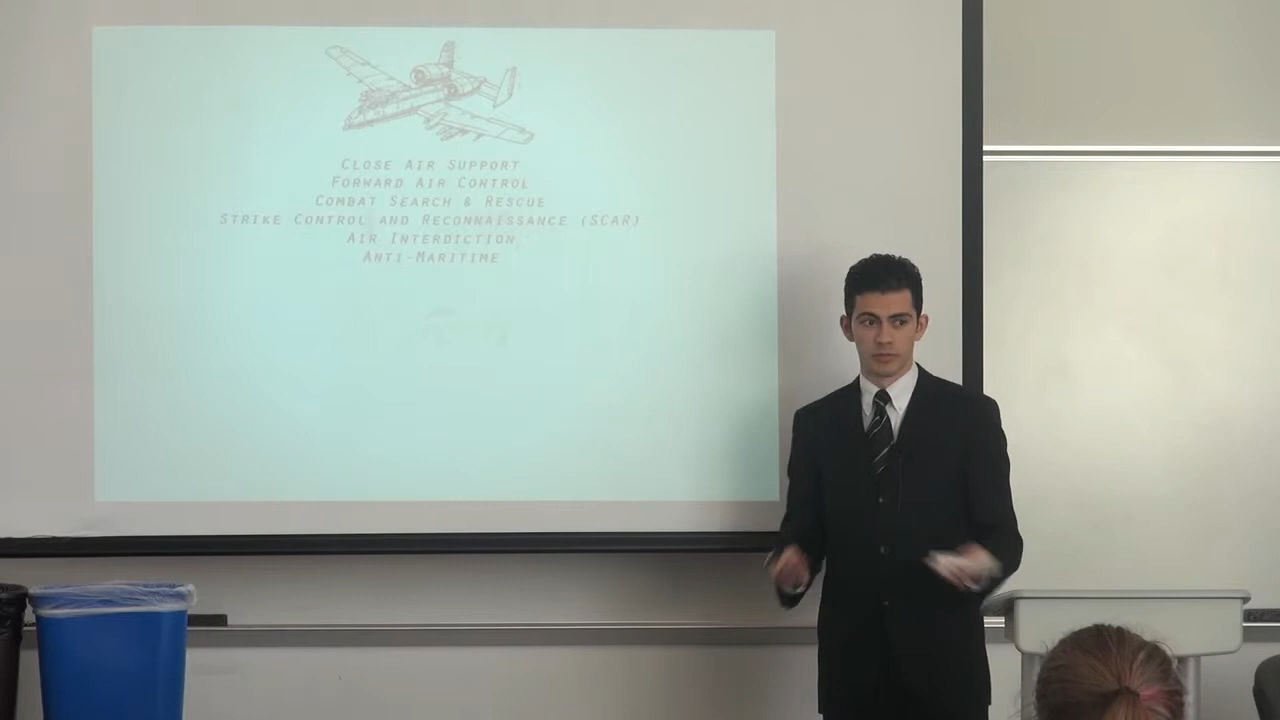 Close Air Support
Forward Air Control
Combat Search & Rescue
Strike Control and Reconnaissance (SCAR)
Air Interdiction
Anti-Maritime